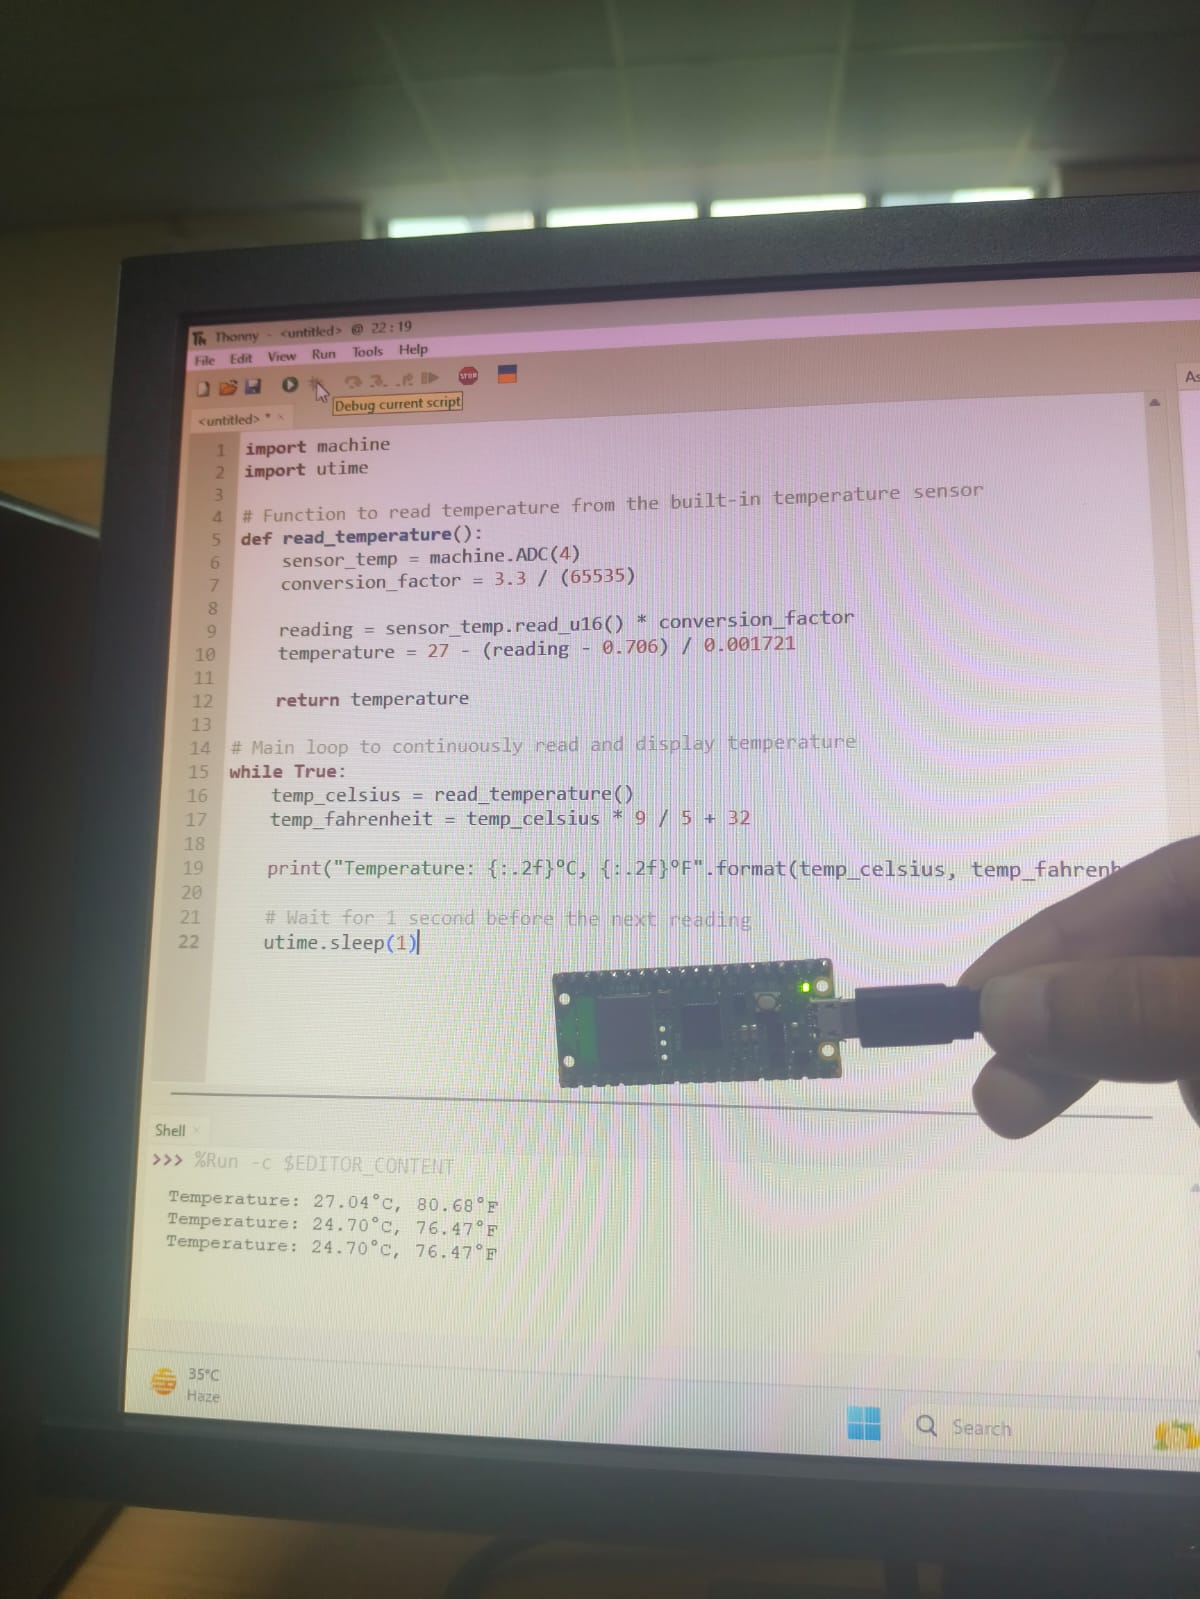 Thonny - <untitled> @ 22:19
File Edit View Run Tools Help
STOP
Debug current script
<untitled> *
As
1 import machine
2 import utime
3
4 # Function to read temperature from the built-in temperature sensor
5 def read_temperature():
6 sensor_temp = machine.ADC(4)
7 conversion_factor = 3.3 / (65535)
8
9 reading = sensor_temp.read_u16() * conversion_factor
10 temperature = 27 - (reading - 0.706) / 0.001721
11
12 return temperature
13
14 # Main loop to continuously read and display temperature
15 while True:
16 temp_celsius = read_temperature()
17 temp_fahrenheit = temp_celsius * 9 / 5 + 32
18
19 print("Temperature: {:.2f}°C, {:.2f}°F".format(temp_celsius, temp_fahrenh
20
21 # Wait for 1 second before the next reading
22 utime.sleep(1)
Shell
>>> %Run -c $EDITOR_CONTENT
Temperature: 27.04°C, 80.68°F
Temperature: 24.70°C, 76.47°F
Temperature: 24.70°C, 76.47°F
35°C
Haze
Search